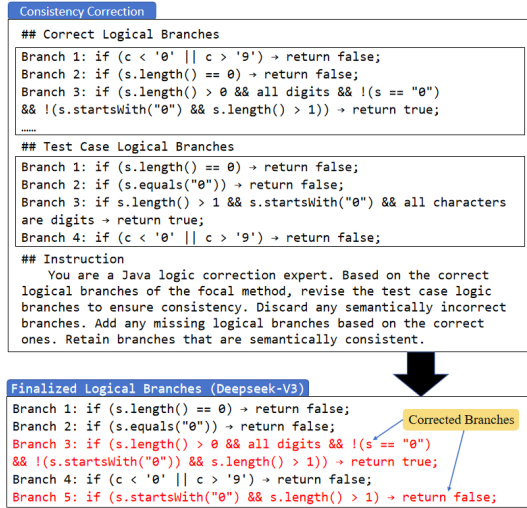 Consistency Correction
## Correct Logical Branches
Branch 1: if (c < '0' || c > '9') → return false;
Branch 2: if (s.length() == 0) → return false;
Branch 3: if (s.length() > 0 && all digits && !(s == "0")
&& !(s.startsWith("0") && s.length() > 1)) → return true;
……
## Test Case Logical Branches
Branch 1: if (s.length() == 0) → return false;
Branch 2: if (s.equals("0")) → return false;
Branch 3: if s.length() > 1 && s.startsWith("0") && all characters
are digits → return true;
Branch 4: if (c < '0' || c > '9') → return false;
## Instruction
You are a Java logic correction expert. Based on the correct
logical branches of the focal method, revise the test case logic
branches to ensure consistency. Discard any semantically incorrect
branches. Add any missing logical branches based on the correct
ones. Retain branches that are semantically consistent.
Finalized Logical Branches (Deepseek-V3)
Branch 1: if (s.length() == 0) → return false;
Branch 2: if (s.equals("0")) → return false;
Corrected Branches
Branch 3: if (s.length() > 0 && all digits && !(s == "0")
&& !(s.startsWith("0")) && s.length() > 1)) → return true;
Branch 4: if (c < '0' || c > '9') → return false;
Branch 5: if (s.startsWith("0") && s.length() > 1) → return false;